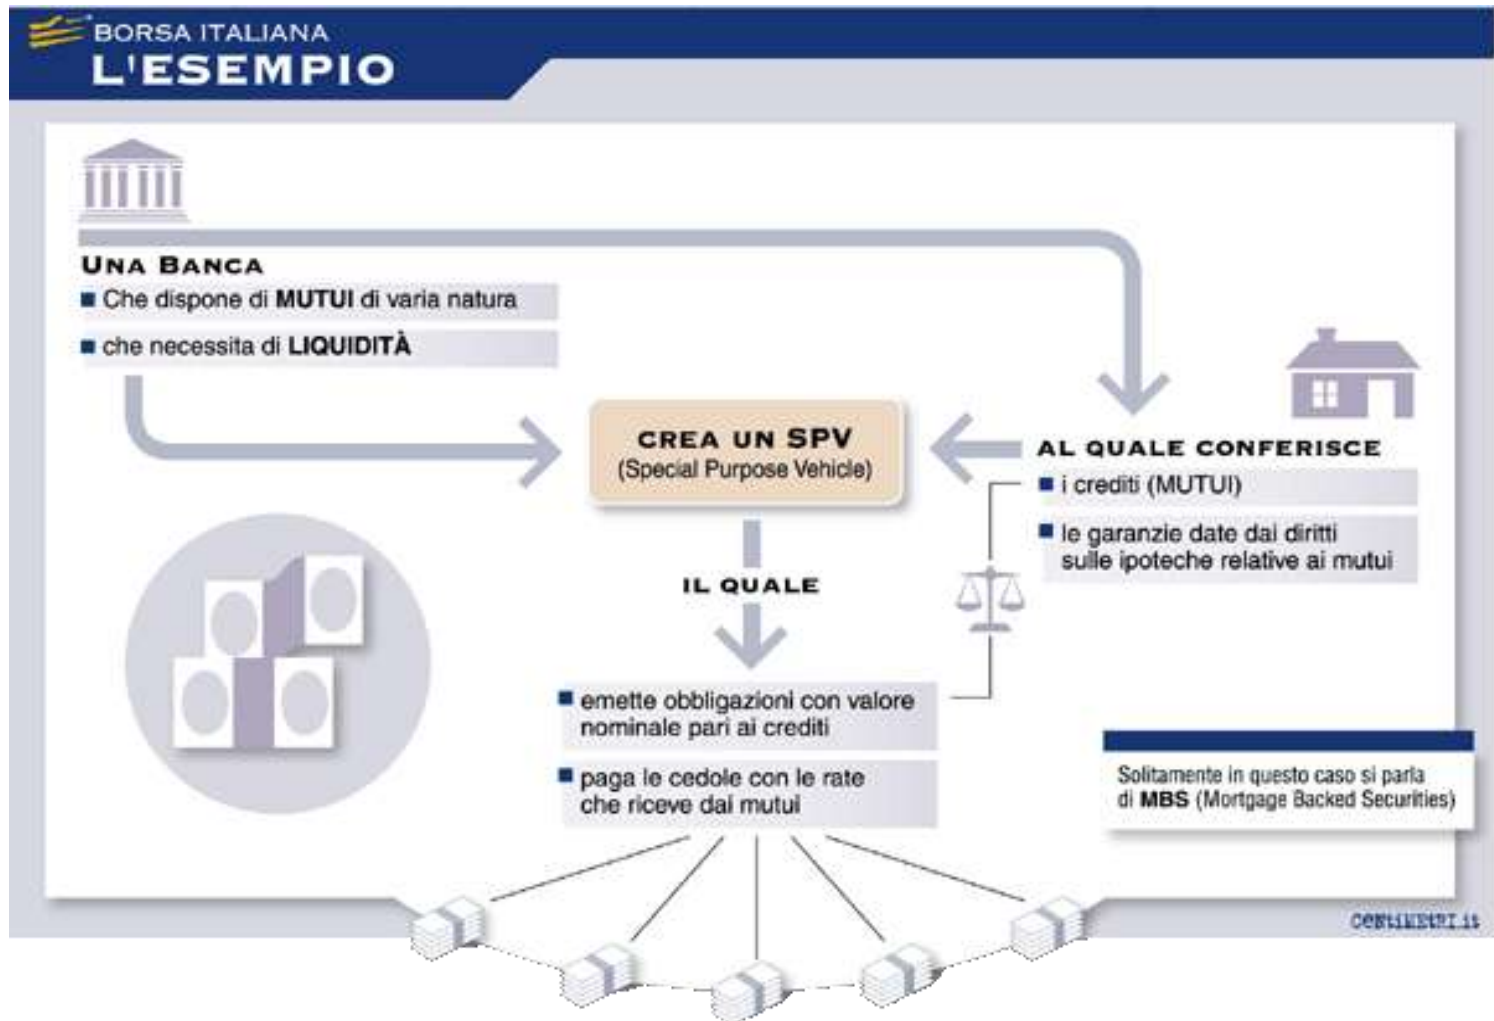 BORSA ITALIANA
L'ESEMPIO
UNA BANCA
Che dispone di MUTUI di varia natura
che necessita di LIQUIDITÀ
CREA UN SPV
(Special Purpose Vehicle)
AL QUALE CONFERISCE
i crediti (MUTUI)
le garanzie date dai diritti
sulle ipoteche relative ai mutui
IL QUALE
emette obbligazioni con valore
nominale pari ai crediti
paga le cedole con le rate
che riceve dai mutui
Solitamente in questo caso si parla
di MBS (Mortgage Backed Securities)
CENTIMETRI.it